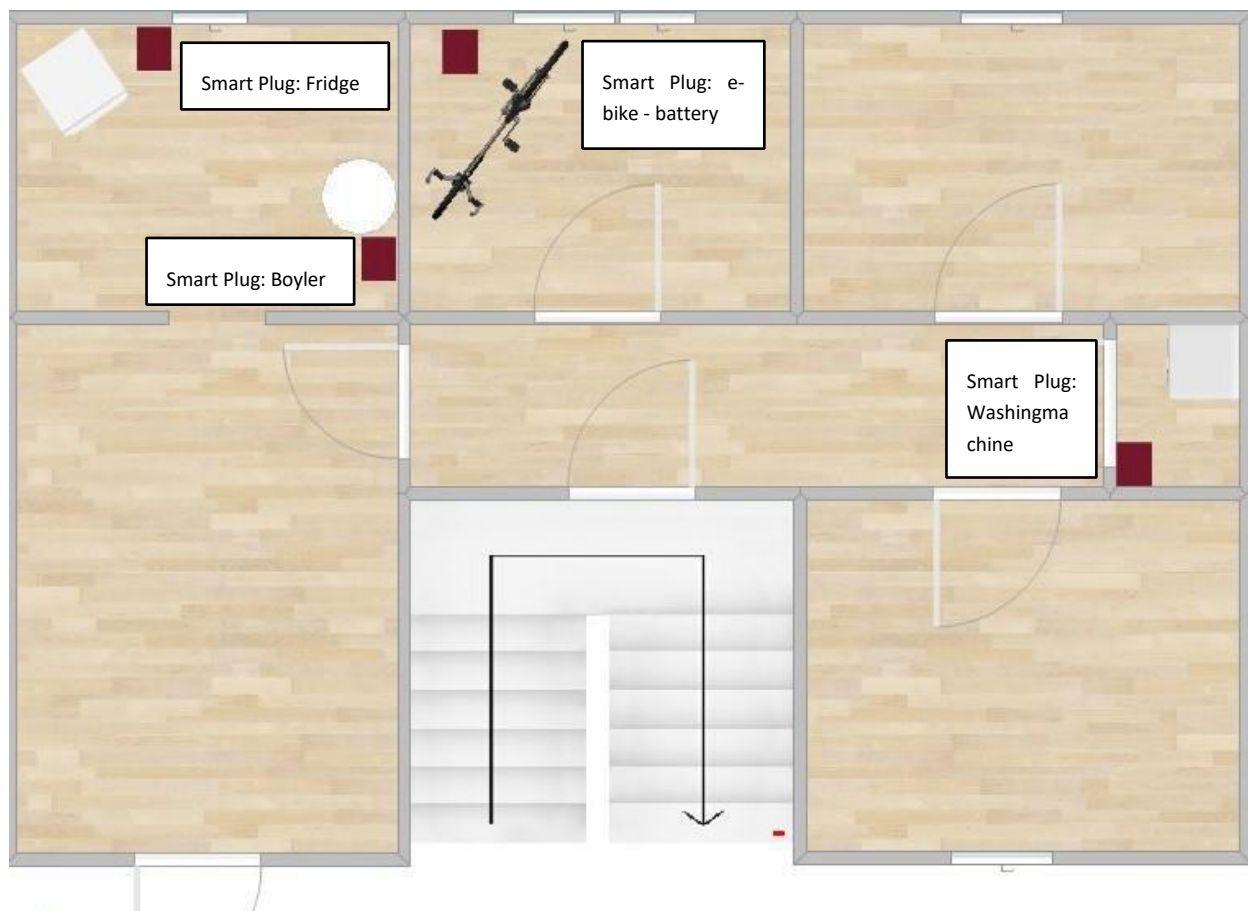 Smart Plug: Fridge
Smart Plug: e-
bike - battery
Smart Plug: Boyler
Smart Plug:
Washingma
chine